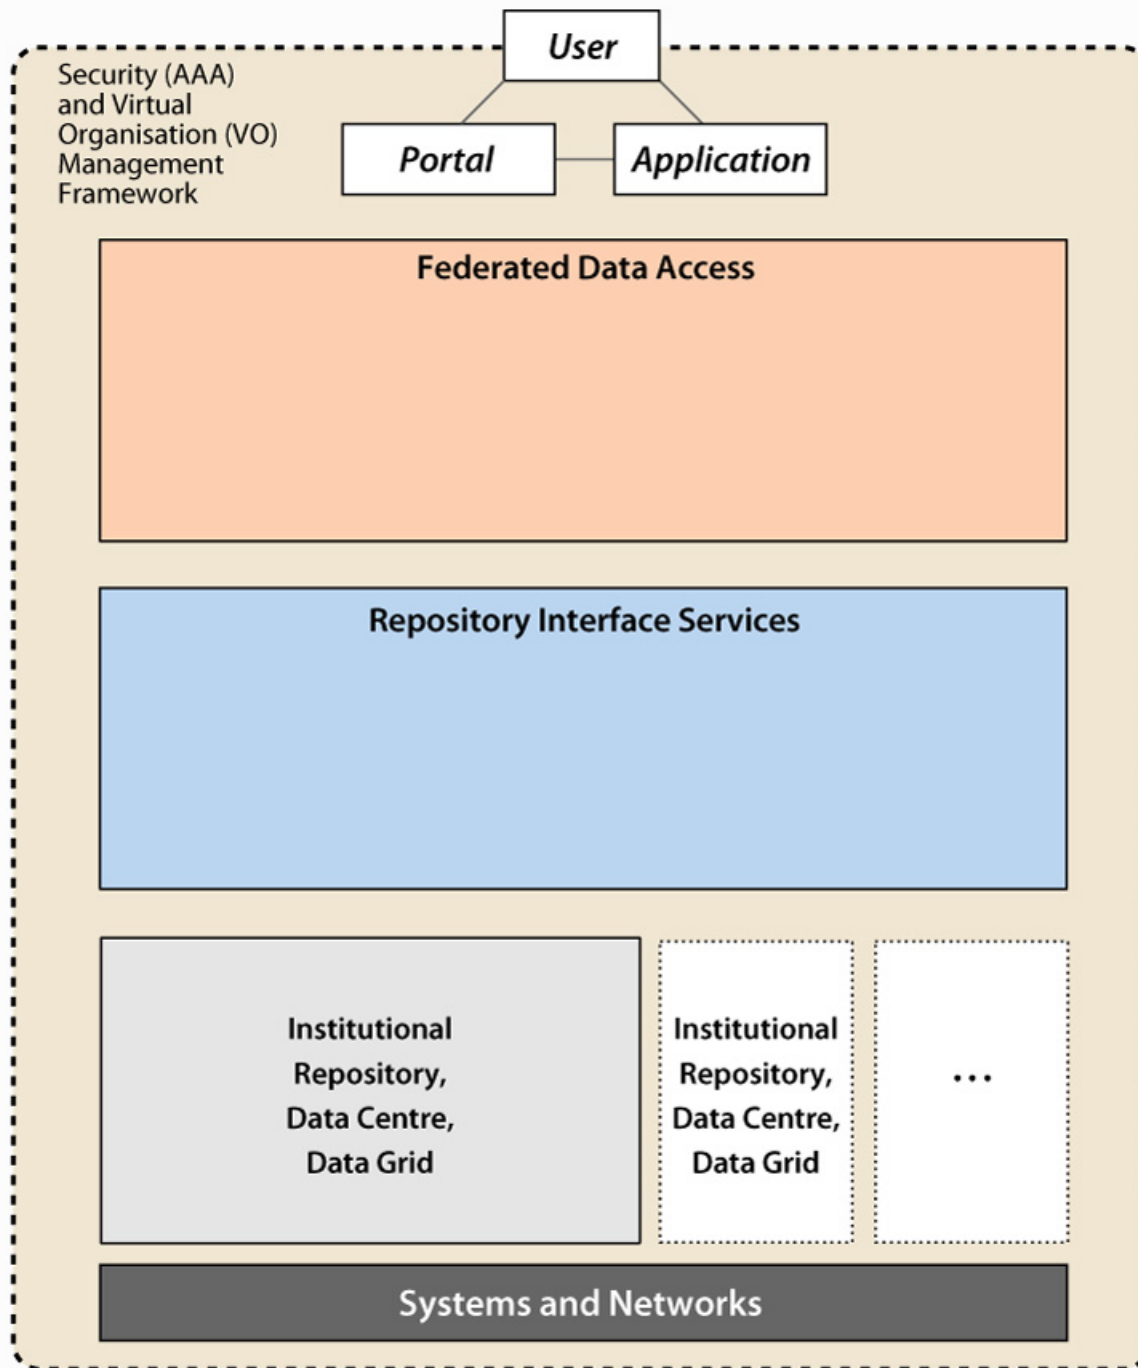 User
Security (AAA)
and Virtual
Organisation (VO)
Management
Framework
Portal
Application
Federated Data Access
Repository Interface Services
Institutional
Repository,
Data Centre,
Data Grid
Institutional
Repository,
Data Centre,
Data Grid
...
Systems and Networks